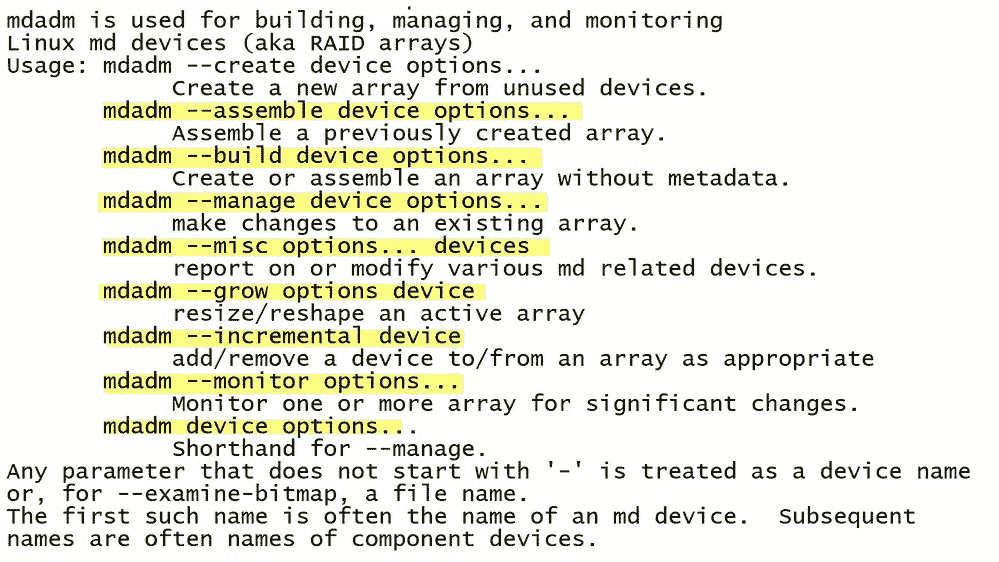 mdadm is used for building, managing, and monitoring
Linux md devices (aka RAID arrays)
Usage: mdadm --create device options...
Create a new array from unused devices.
mdadm --assemble device options...
Assemble a previously created array.
mdadm --build device options...
Create or assemble an array without metadata.
mdadm --manage device options...
make changes to an existing array.
mdadm --misc options... devices
report on or modify various md related devices.
mdadm --grow options device
resize/reshape an active array
mdadm --incremental device
add/remove a device to/from an array as appropriate
mdadm --monitor options...
Monitor one or more array for significant changes.
mdadm device options...
Shorthand for --manage.
Any parameter that does not start with '-' is treated as a device name
or, for --examine-bitmap, a file name.
The first such name is often the name of an md device.  Subsequent
names are often names of component devices.